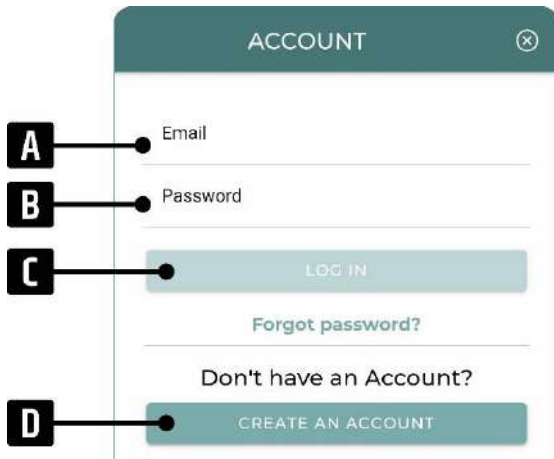 ACCOUNT
A Email
B Password
C LOG IN
Forgot password?
Don't have an Account?
D CREATE AN ACCOUNT